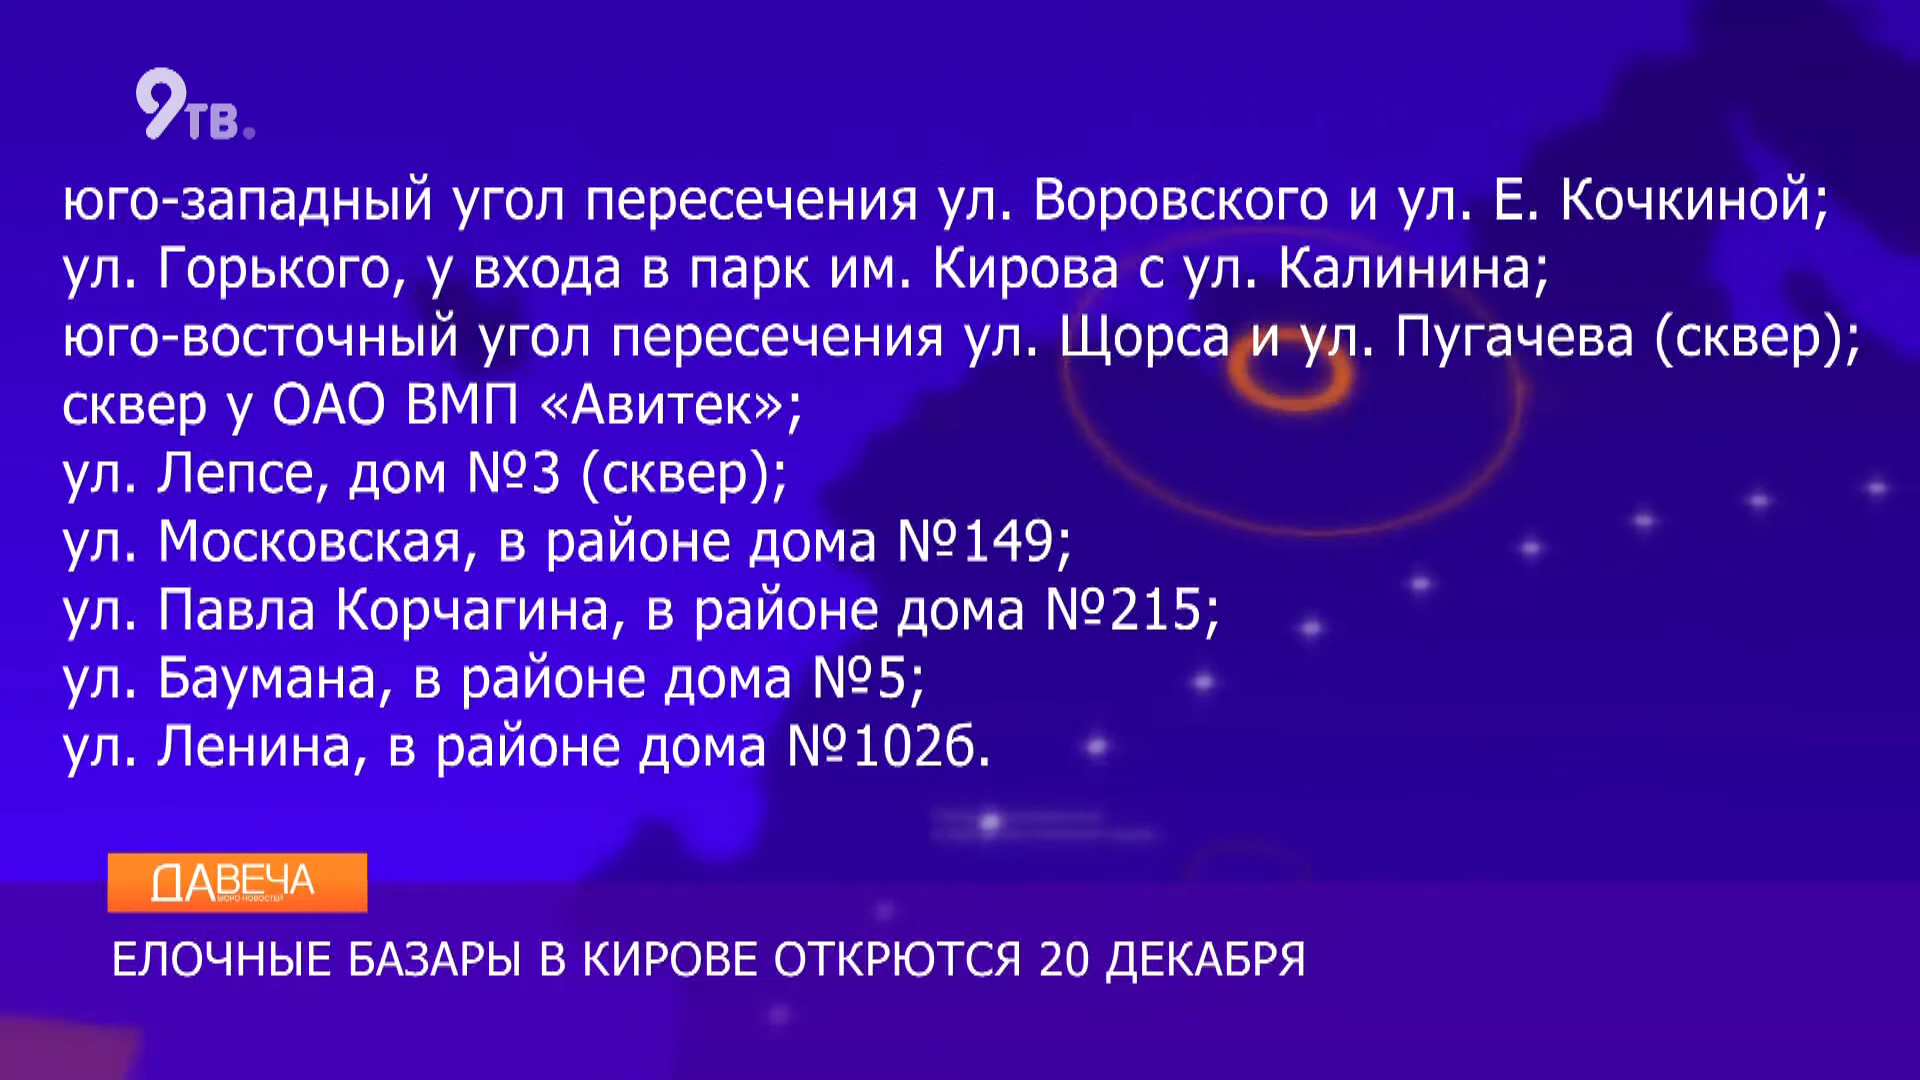 9ТВ.
юго-западный угол пересечения ул. Воровского и ул. Е. Кочкиной;
ул. Горького, у входа в парк им. Кирова с ул. Калинина;
юго-восточный угол пересечения ул. Щорса и ул. Пугачева (сквер);
сквер у ОАО ВМП «Авитек»;
ул. Лепсе, дом №3 (сквер);
ул. Московская, в районе дома №149;
ул. Павла Корчагина, в районе дома №215;
ул. Баумана, в районе дома №5;
ул. Ленина, в районе дома №102б.
ДАВЕЧА
БЮРО НОВОСТЕЙ
ЕЛОЧНЫЕ БАЗАРЫ В КИРОВЕ ОТКРЮТСЯ 20 ДЕКАБРЯ